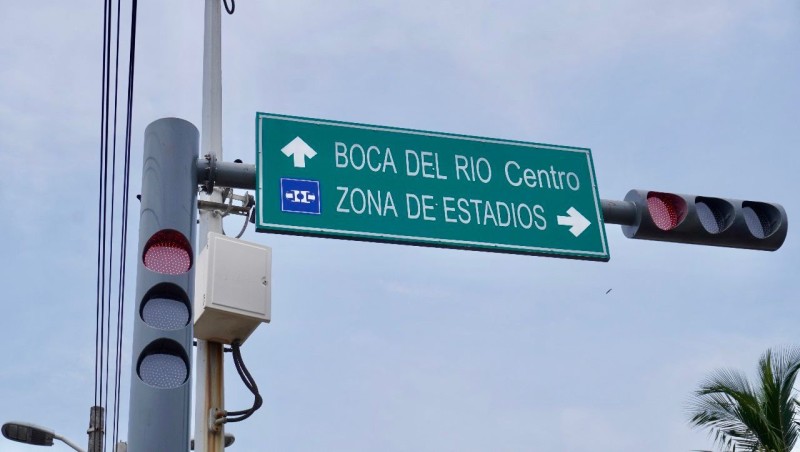 BOCA DEL RIO Centro
ZONA DE ESTADIOS